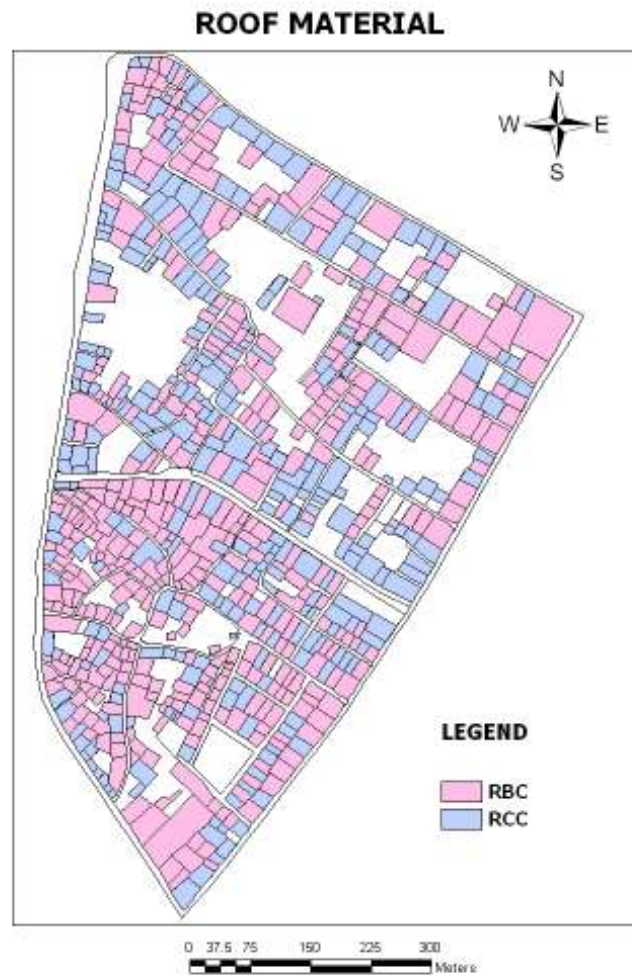 ROOF MATERIAL
N
W E
S
LEGEND
RBC
RCC
0 37.5 75 150 225 300
Meters